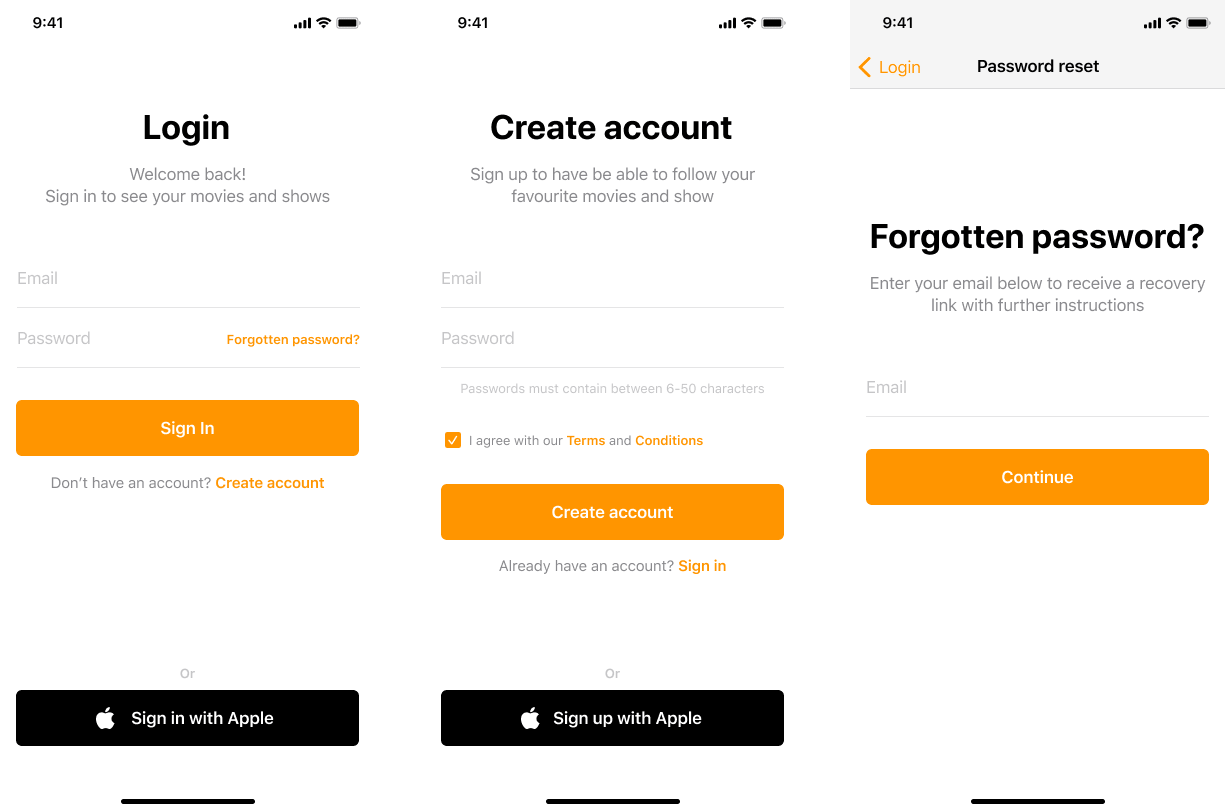 9:41
Login
Welcome back!
Sign in to see your movies and shows
Email
Password
Forgotten password?
Sign In
Don’t have an account? Create account
Or
Sign in with Apple
9:41
Create account
Sign up to have be able to follow your
favourite movies and show
Email
Password
Passwords must contain between 6-50 characters
I agree with our Terms and Conditions
Create account
Already have an account? Sign in
Or
Sign up with Apple
9:41
Login
Password reset
Forgotten password?
Enter your email below to receive a recovery
link with further instructions
Email
Continue